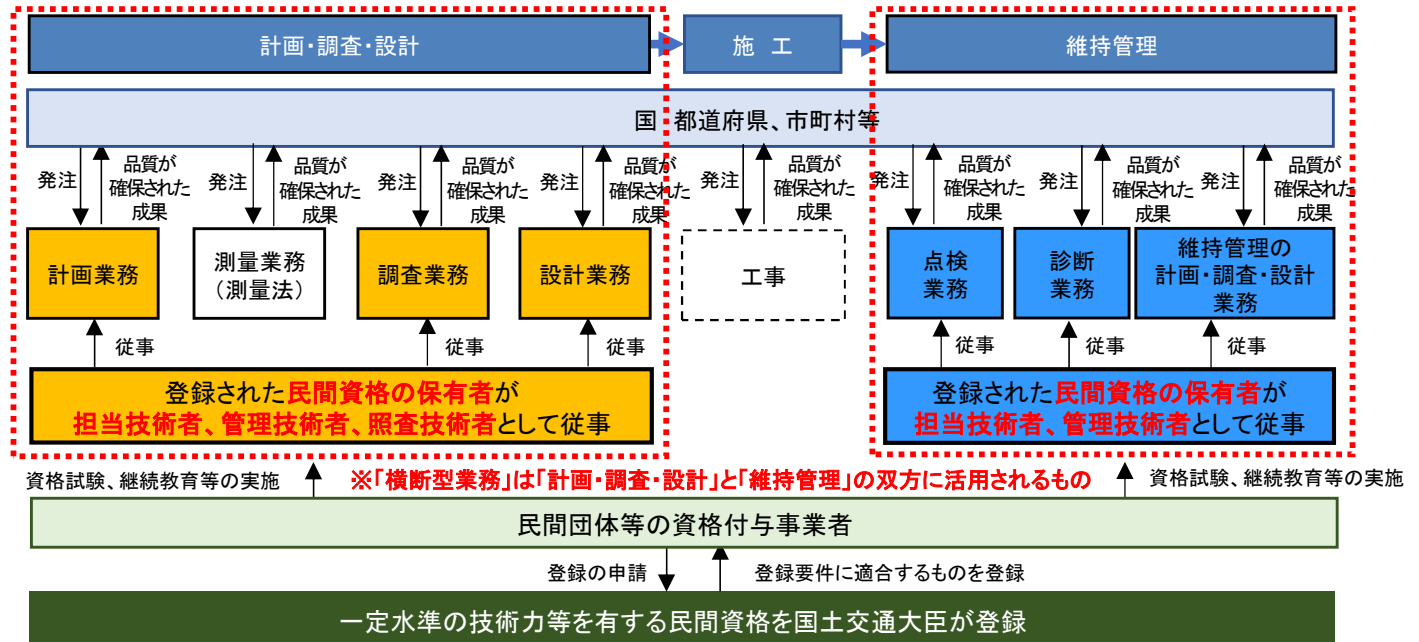 計画・調査・設計
施 工
維持管理
国 都道府県、市町村等
発注
品質が
確保された
成果
発注
品質が
確保された
成果
発注
品質が
確保された
成果
発注
品質が
確保された
成果
発注
品質が
確保された
成果
発注
品質が
確保された
成果
発注
品質が
確保された
成果
発注
品質が
確保された
成果
計画業務
測量業務
（測量法）
調査業務
設計業務
工事
点検
業務
診断
業務
維持管理の
計画・調査・設計
業務
従事
従事
従事
従事
従事
従事
登録された民間資格の保有者が
担当技術者、管理技術者、照査技術者として従事
登録された民間資格の保有者が
担当技術者、管理技術者として従事
資格試験、継続教育等の実施
※「横断型業務」は「計画・調査・設計」と「維持管理」の双方に活用されるもの
資格試験、継続教育等の実施
民間団体等の資格付与事業者
登録の申請
登録要件に適合するものを登録
一定水準の技術力等を有する民間資格を国土交通大臣が登録